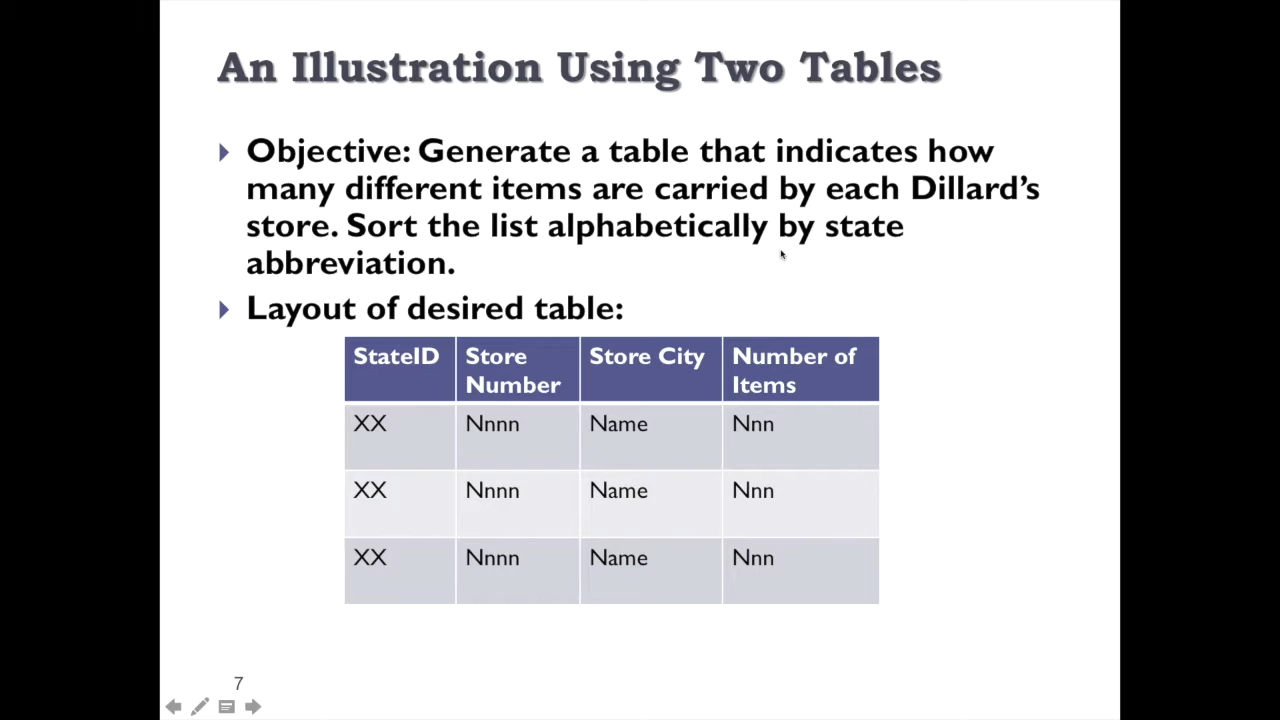 An Illustration Using Two Tables
Objective: Generate a table that indicates how
many different items are carried by each Dillard’s
store. Sort the list alphabetically by state
abbreviation.
Layout of desired table:
StateID Store Number Store City Number of Items
XX Nnnn Name Nnn
XX Nnnn Name Nnn
XX Nnnn Name Nnn
7